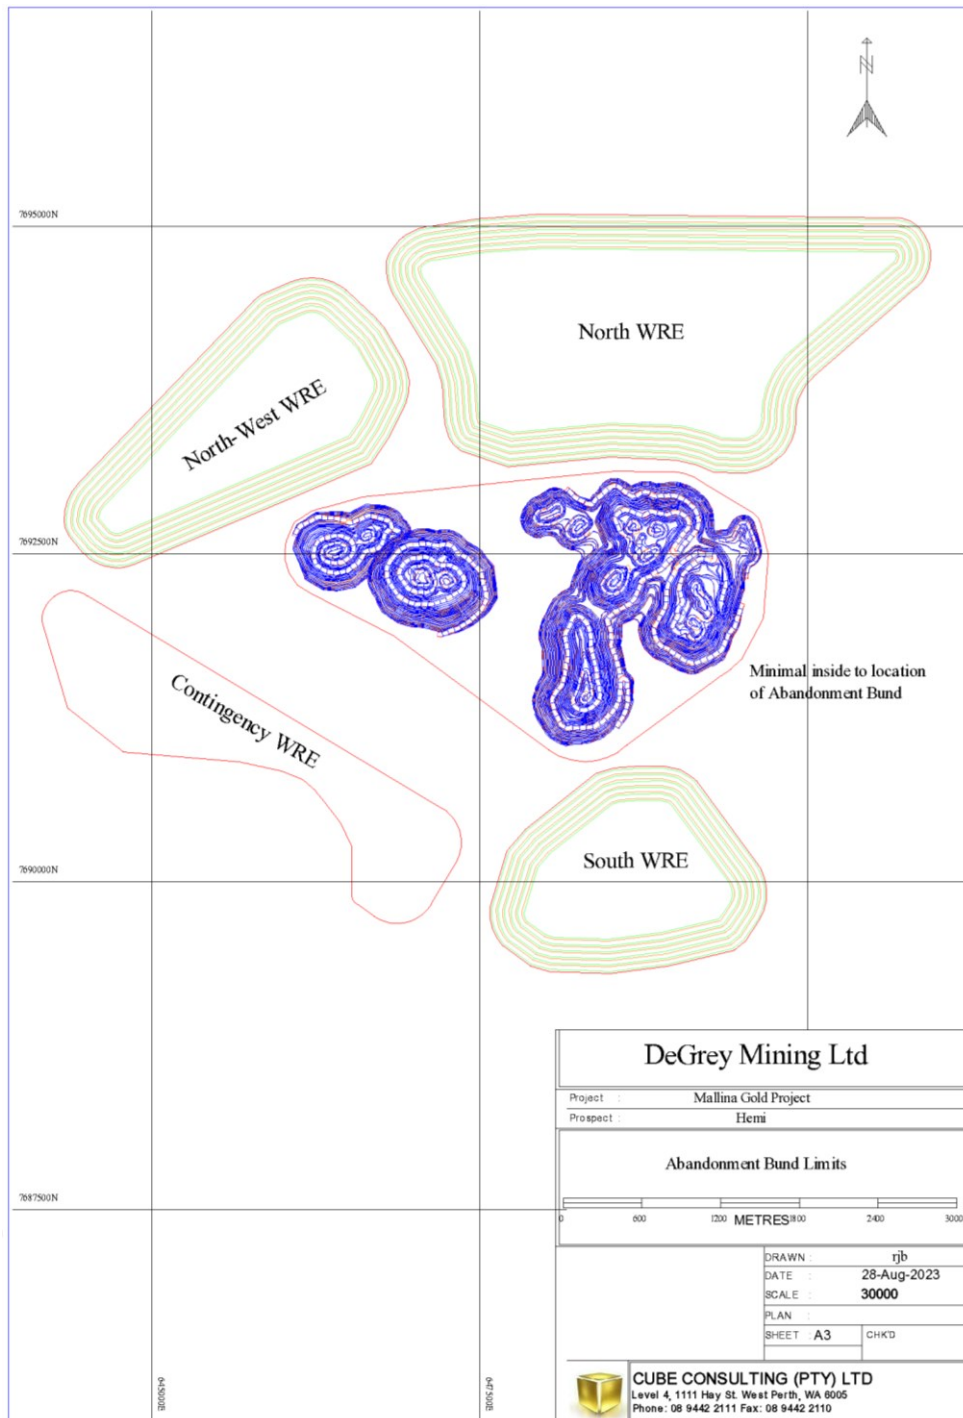 N
7695000N
North WRE
North-West WRE
7692500N
Minimal inside to location
of Abandonment Bund
Contingency WRE
South WRE
7690000N
DeGrey Mining Ltd
Project : Mallina Gold Project
Prospect : Hemi
Abandonment Bund Limits
7687500N
0 600 1200 METRES 1800 2400 3000
DRAWN : rjb
DATE : 28-Aug-2023
SCALE : 30000
PLAN :
SHEET : A3 CHK'D
645000E
647500E
CUBE CONSULTING (PTY) LTD
Level 4, 1111 Hay St. West Perth, WA 6005
Phone: 08 9442 2111 Fax: 08 9442 2110